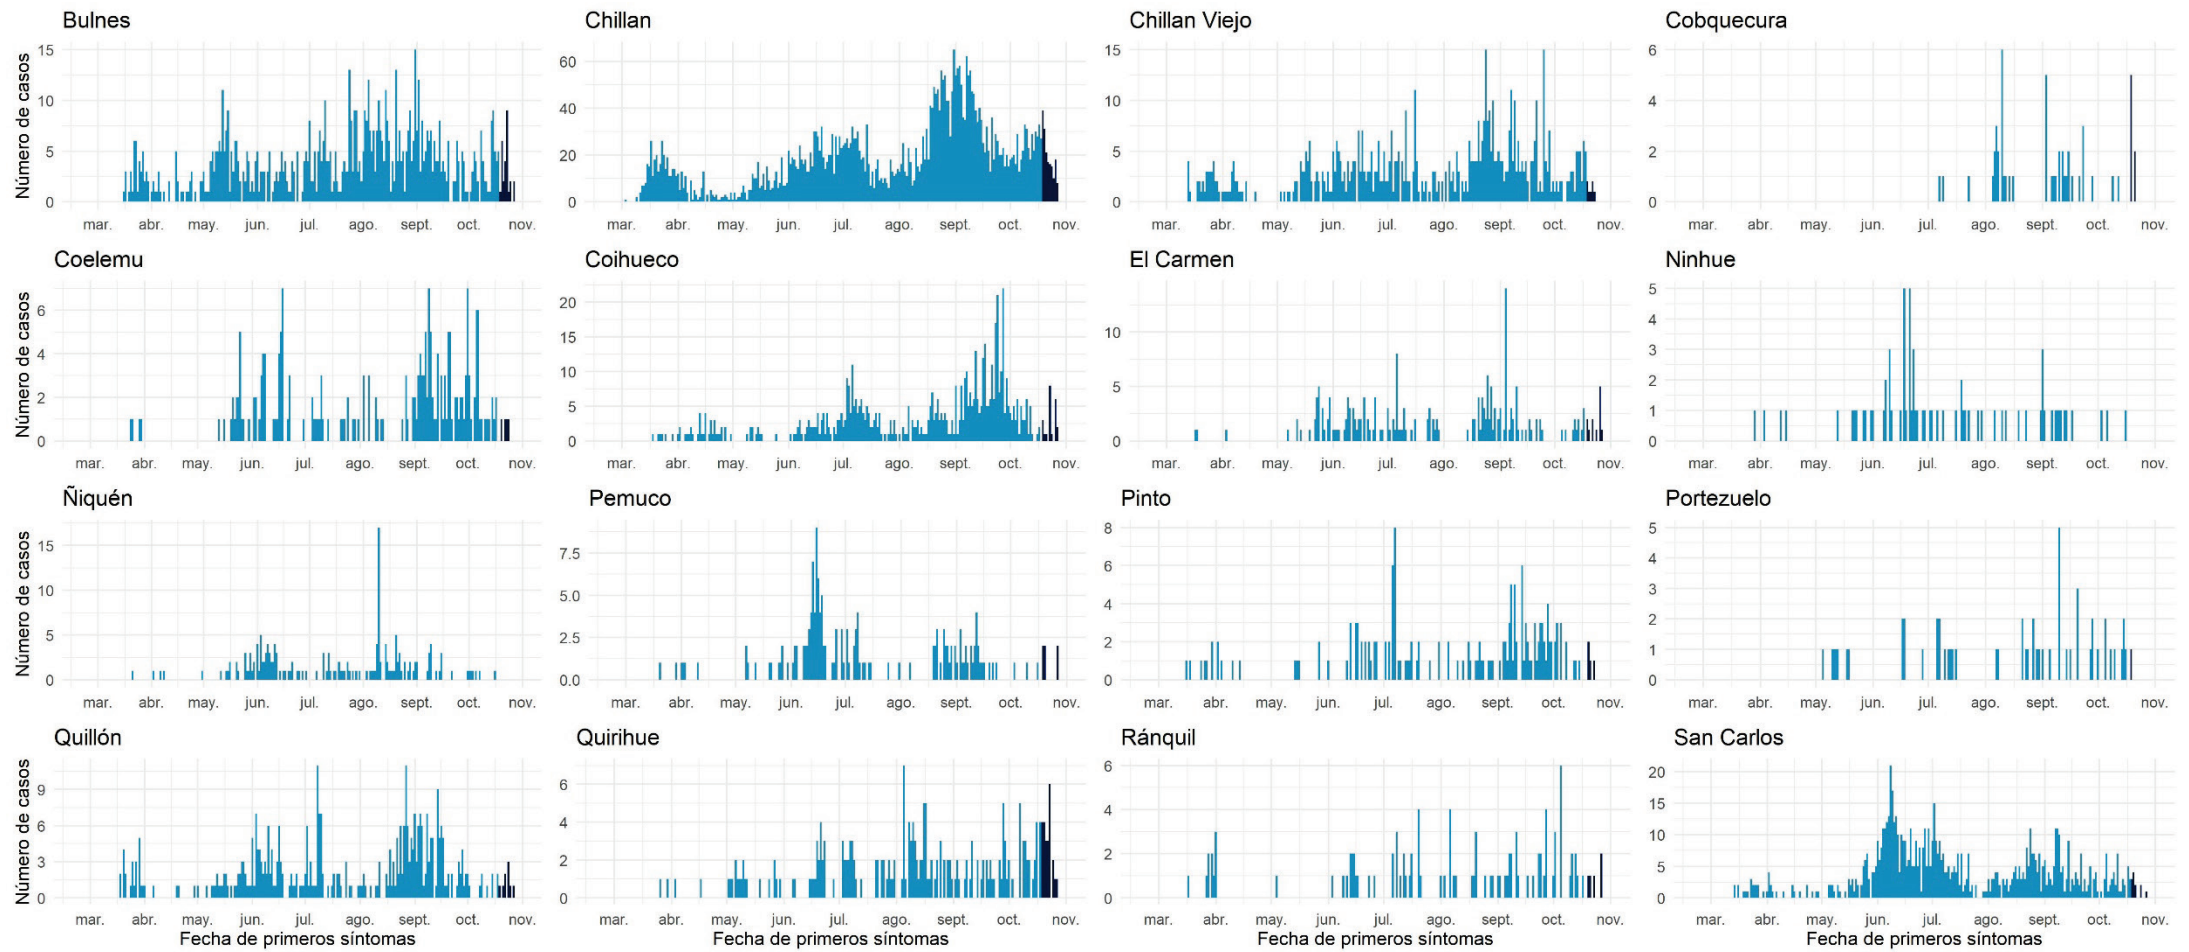 Bulnes
Chillan
Chillan Viejo
Cobquecura
Número de casos
15
10
5
0
60
40
20
0
15
10
5
0
6
4
2
0
mar. abr. may. jun. jul. ago. sept. oct. nov.
mar. abr. may. jun. jul. ago. sept. oct. nov.
mar. abr. may. jun. jul. ago. sept. oct. nov.
mar. abr. may. jun. jul. ago. sept. oct. nov.
Coelemu
Coihueco
El Carmen
Ninhue
Número de casos
6
4
2
0
20
15
10
5
0
10
5
0
5
4
3
2
1
0
mar. abr. may. jun. jul. ago. sept. oct. nov.
mar. abr. may. jun. jul. ago. sept. oct. nov.
mar. abr. may. jun. jul. ago. sept. oct. nov.
mar. abr. may. jun. jul. ago. sept. oct. nov.
Ñiquén
Pemuco
Pinto
Portezuelo
Número de casos
15
10
5
0
7.5
5.0
2.5
0.0
8
6
4
2
0
5
4
3
2
1
0
mar. abr. may. jun. jul. ago. sept. oct. nov.
mar. abr. may. jun. jul. ago. sept. oct. nov.
mar. abr. may. jun. jul. ago. sept. oct. nov.
mar. abr. may. jun. jul. ago. sept. oct. nov.
Quillón
Quirihue
Ránquil
San Carlos
Número de casos
9
6
3
0
6
4
2
0
6
4
2
0
20
15
10
5
0
mar. abr. may. jun. jul. ago. sept. oct. nov.
mar. abr. may. jun. jul. ago. sept. oct. nov.
mar. abr. may. jun. jul. ago. sept. oct. nov.
mar. abr. may. jun. jul. ago. sept. oct. nov.
Fecha de primeros síntomas
Fecha de primeros síntomas
Fecha de primeros síntomas
Fecha de primeros síntomas